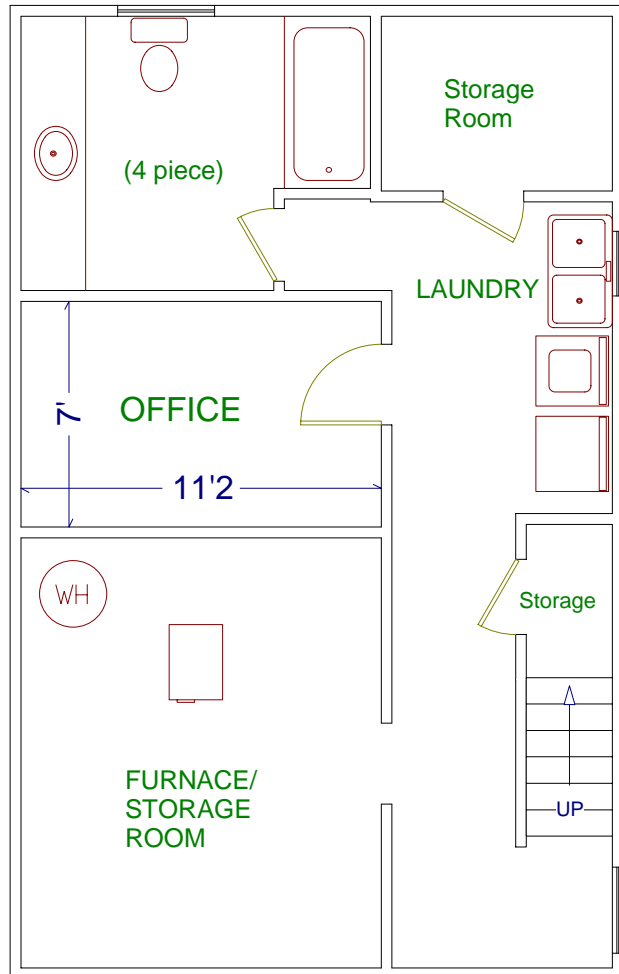 Storage
Room
(4 piece)
LAUNDRY
OFFICE
7'
11'2
WH
Storage
FURNACE/
STORAGE
ROOM
UP